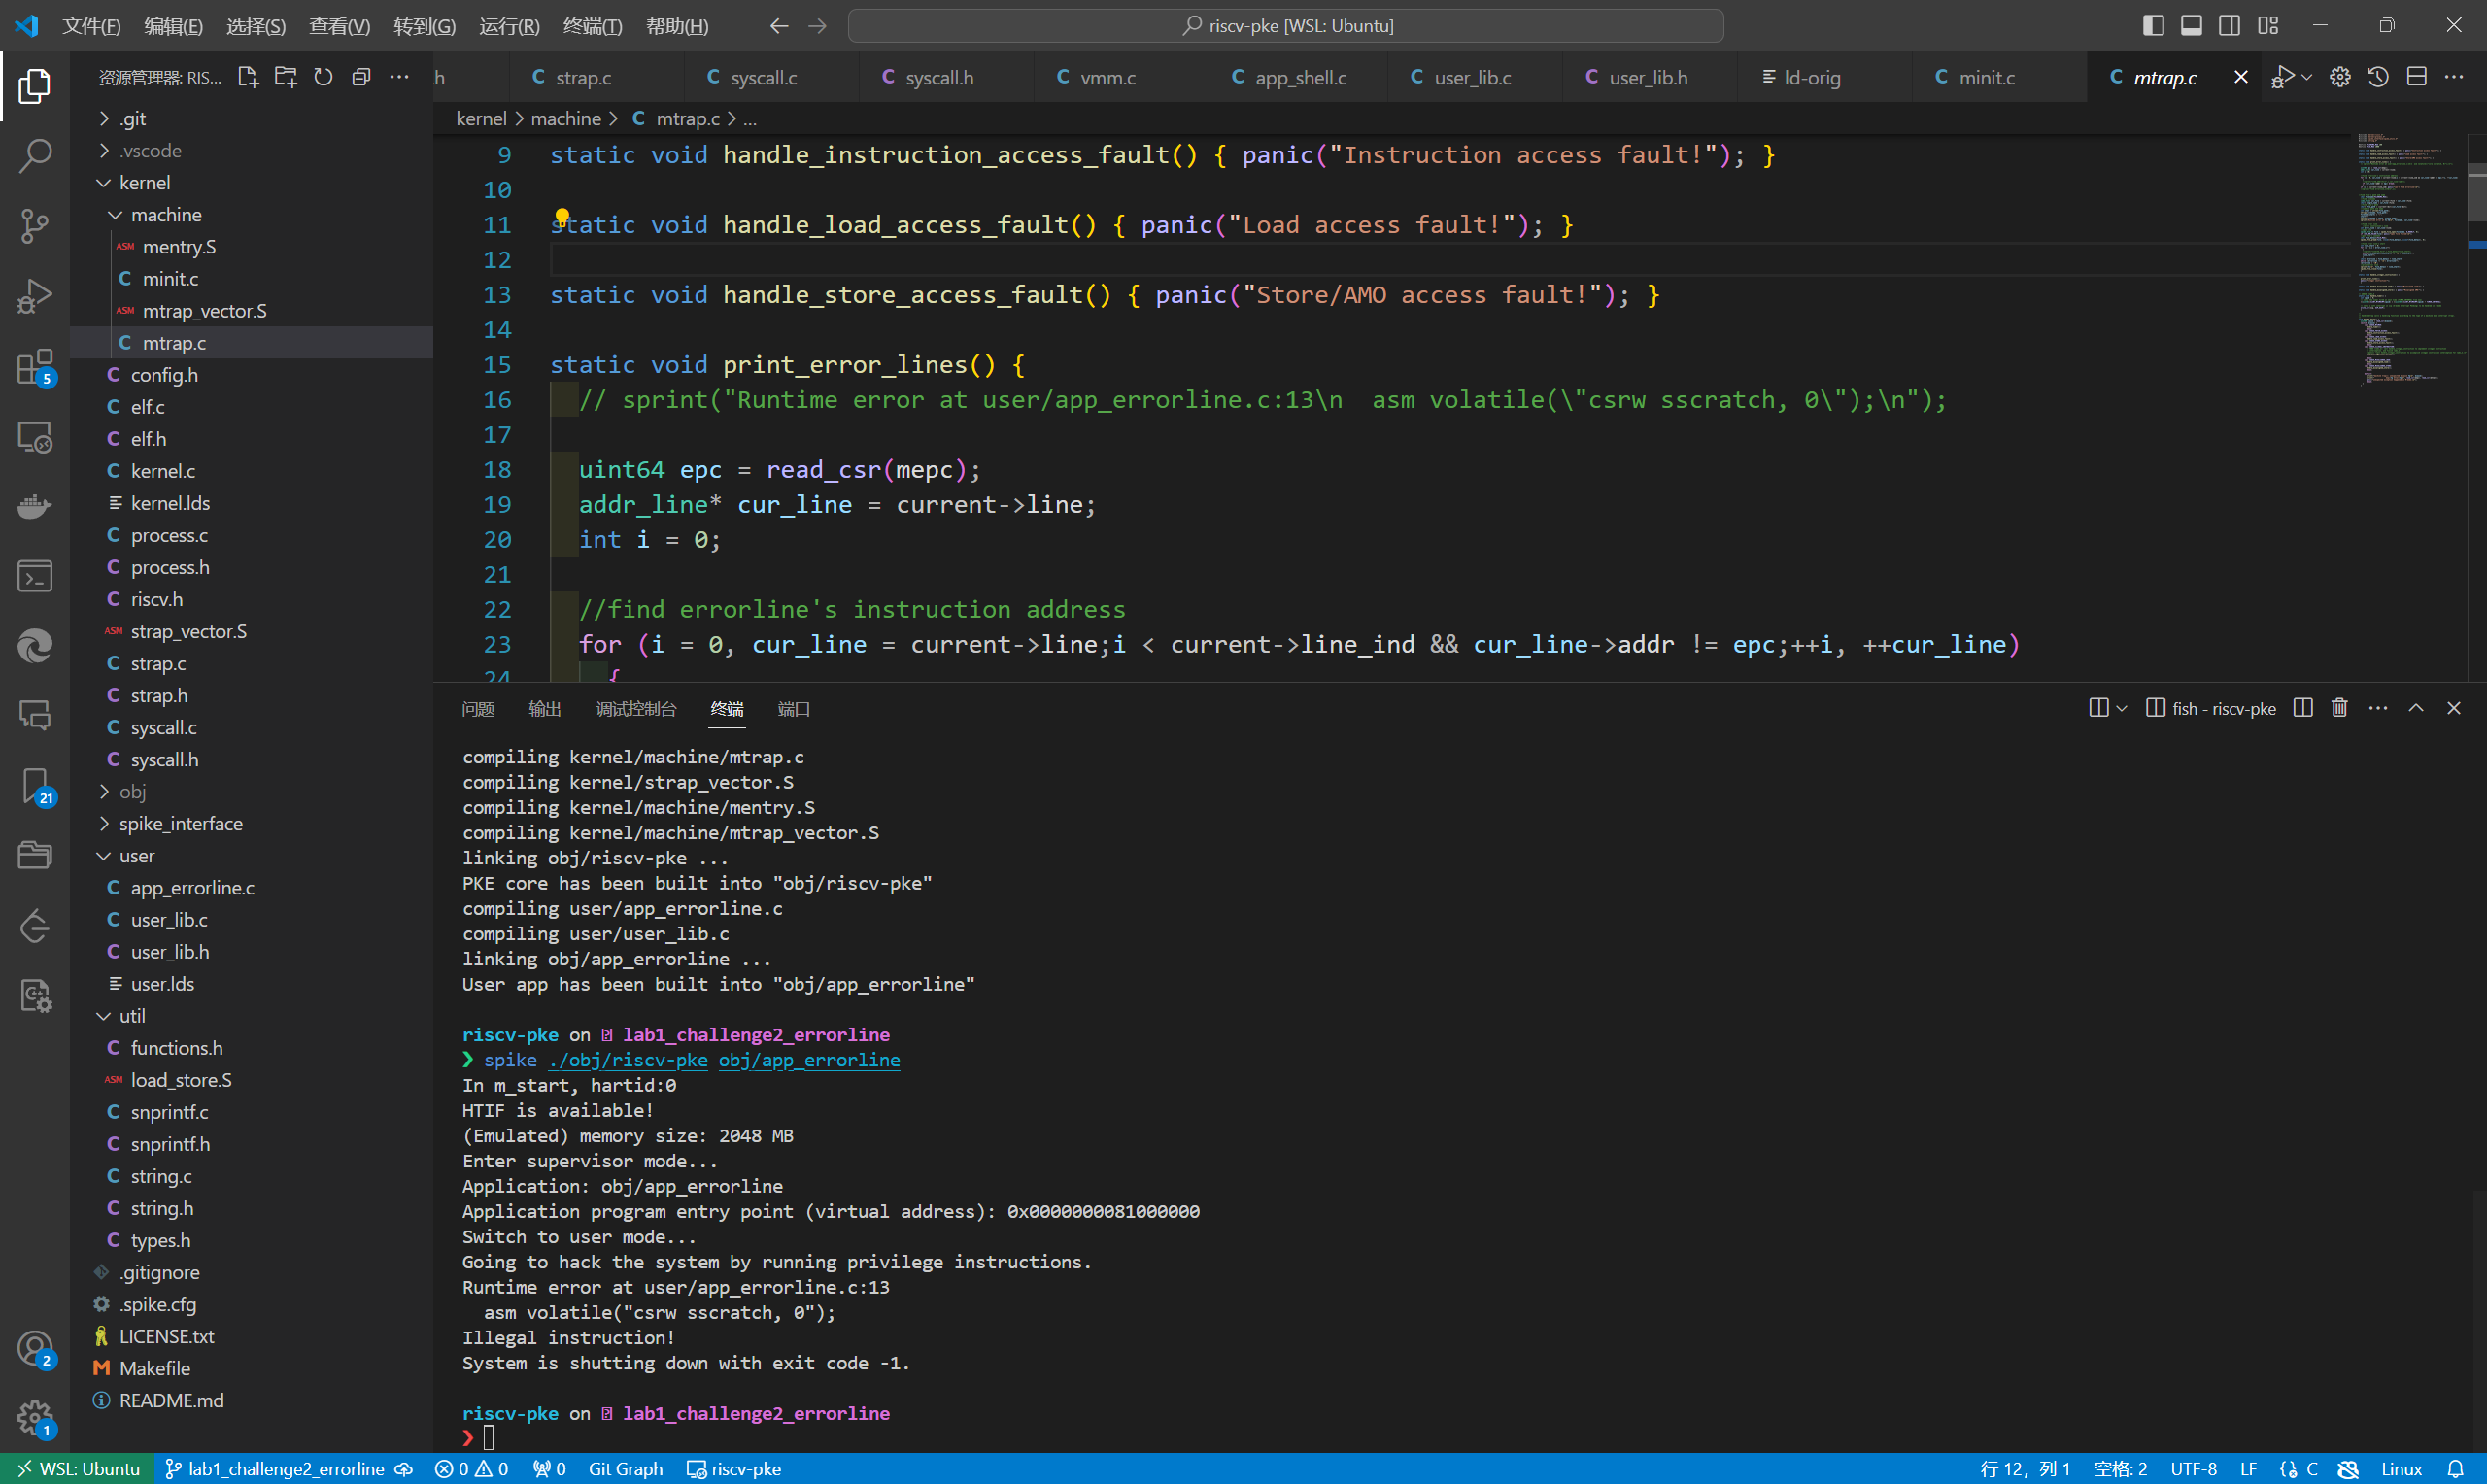 文件(F) 编辑(E) 选择(S) 查看(V) 转到(G) 运行(R) 终端(T) 帮助(H) riscv-pke [WSL: Ubuntu]
资源管理器: RIS...
h strap.c syscall.c syscall.h vmm.c app_shell.c user_lib.c user_lib.h ld-orig minit.c mtrap.c
kernel > machine > C mtrap.c > ...
.git
.vscode
kernel
machine
mentry.S
minit.c
mtrap_vector.S
mtrap.c
config.h
elf.c
elf.h
kernel.c
kernel.lds
process.c
process.h
riscv.h
strap_vector.S
strap.c
strap.h
syscall.c
syscall.h
obj
spike_interface
user
app_errorline.c
user_lib.c
user_lib.h
user.lds
util
functions.h
load_store.S
snprintf.c
snprintf.h
string.c
string.h
types.h
.gitignore
.spike.cfg
LICENSE.txt
Makefile
README.md
5
21
2
1
9 static void handle_instruction_access_fault() { panic("Instruction access fault!"); }
10
11 static void handle_load_access_fault() { panic("Load access fault!"); }
12
13 static void handle_store_access_fault() { panic("Store/AMO access fault!"); }
14
15 static void print_error_lines() {
16 // sprint("Runtime error at user/app_errorline.c:13\n  asm volatile(\"csrw sscratch, 0\");\n");
17
18 uint64 epc = read_csr(mepc);
19 addr_line* cur_line = current->line;
20 int i = 0;
21
22 //find errorline's instruction address
23 for (i = 0, cur_line = current->line;i < current->line_ind && cur_line->addr != epc;++i, ++cur_line)
24 {
问题 输出 调试控制台 终端 端口 fish - riscv-pke
compiling kernel/machine/mtrap.c
compiling kernel/strap_vector.S
compiling kernel/machine/mentry.S
compiling kernel/machine/mtrap_vector.S
linking obj/riscv-pke ...
PKE core has been built into "obj/riscv-pke"
compiling user/app_errorline.c
compiling user/user_lib.c
linking obj/app_errorline ...
User app has been built into "obj/app_errorline"
riscv-pke on lab1_challenge2_errorline
❯ spike ./obj/riscv-pke obj/app_errorline
In m_start, hartid:0
HTIF is available!
(Emulated) memory size: 2048 MB
Enter supervisor mode...
Application: obj/app_errorline
Application program entry point (virtual address): 0x0000000081000000
Switch to user mode...
Going to hack the system by running privilege instructions.
Runtime error at user/app_errorline.c:13
  asm volatile("csrw sscratch, 0");
Illegal instruction!
System is shutting down with exit code -1.
riscv-pke on lab1_challenge2_errorline
❯
WSL: Ubuntu lab1_challenge2_errorline 0 0 0 Git Graph riscv-pke 行 12, 列 1 空格: 2 UTF-8 LF C Linux